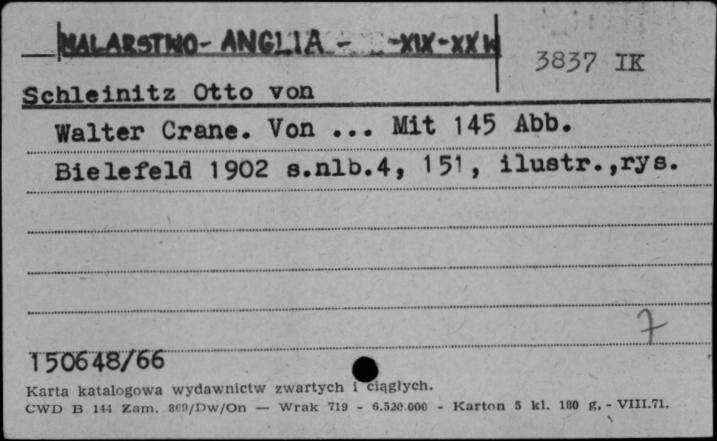 MALARSTWO - ANGLIA - -XIX-XX W
3837 IK
Schleinitz Otto von
Walter Crane. Von ... Mit 145 Abb.
Bielefeld 1902 s.nlb.4, 151, ilustr.,rys.
7
150648/66
Karta katalogowa wydawnictw zwartych i ciągłych.
CWD B 144 Zam. 869/Dw/On — Wrak 719 - 6.520.000 - Karton 5 kl. 180 g. - VIII.71.